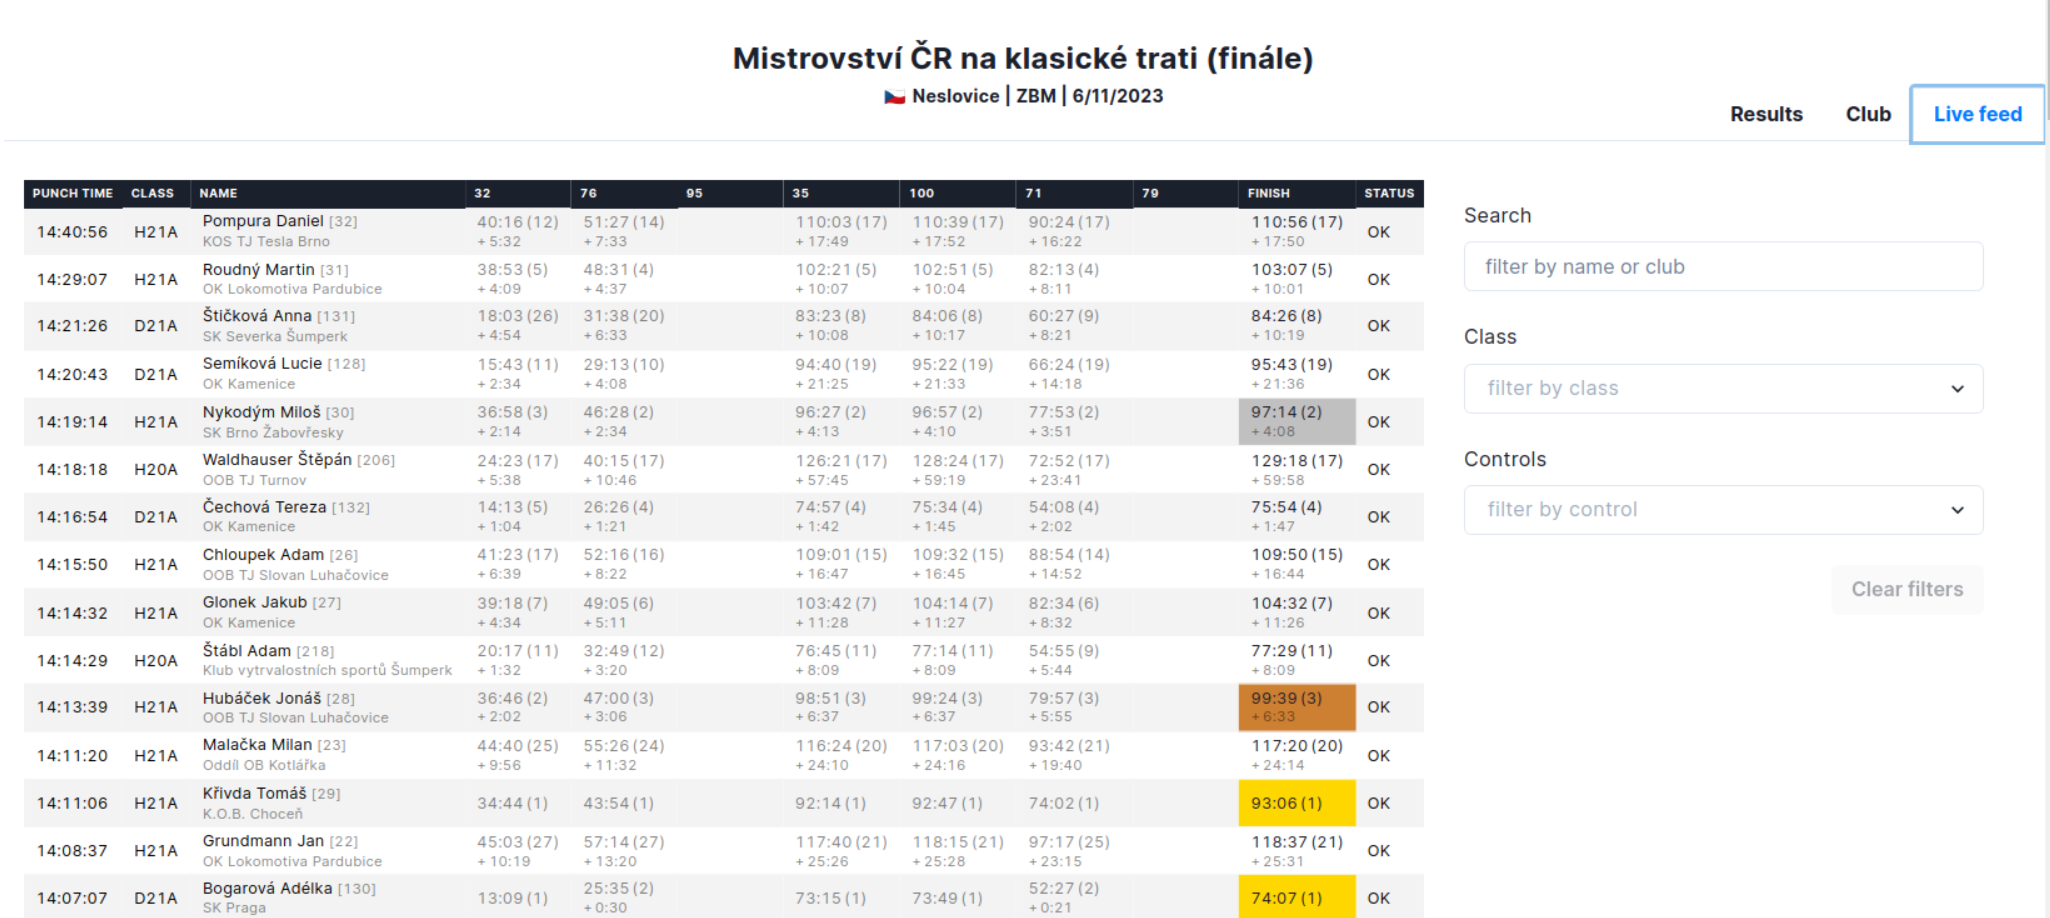 Mistrovství ČR na klasické trati (finále)
🇨🇿 Neslovice | ZBM | 6/11/2023
Results Club Live feed
PUNCH TIME CLASS NAME 32 76 95 35 100 71 79 FINISH STATUS
14:40:56 H21A Pompura Daniel [32] 40:16 (12) 51:27 (14) 110:03 (17) 110:39 (17) 90:24 (17) 110:56 (17) OK
KOS TJ Tesla Brno + 5:32 + 7:33 + 17:49 + 17:52 + 16:22 + 17:50
14:29:07 H21A Roudný Martin [31] 38:53 (5) 48:31 (4) 102:21 (5) 102:51 (5) 82:13 (4) 103:07 (5) OK
OK Lokomotiva Pardubice + 4:09 + 4:37 + 10:07 + 10:04 + 8:11 + 10:01
14:21:26 D21A Štičková Anna [131] 18:03 (26) 31:38 (20) 83:23 (8) 84:06 (8) 60:27 (9) 84:26 (8) OK
SK Severka Šumperk + 4:54 + 6:33 + 10:08 + 10:17 + 8:21 + 10:19
14:20:43 D21A Semíková Lucie [128] 15:43 (11) 29:13 (10) 94:40 (19) 95:22 (19) 66:24 (19) 95:43 (19) OK
OK Kamenice + 2:34 + 4:08 + 21:25 + 21:33 + 14:18 + 21:36
14:19:14 H21A Nykodým Miloš [30] 36:58 (3) 46:28 (2) 96:27 (2) 96:57 (2) 77:53 (2) 97:14 (2) OK
SK Brno Žabovřesky + 2:14 + 2:34 + 4:13 + 4:10 + 3:51 + 4:08
14:18:18 H20A Waldhauser Štěpán [206] 24:23 (17) 40:15 (17) 126:21 (17) 128:24 (17) 72:52 (17) 129:18 (17) OK
OOB TJ Turnov + 5:38 + 10:46 + 57:45 + 59:19 + 23:41 + 59:58
14:16:54 D21A Čechová Tereza [132] 14:13 (5) 26:26 (4) 74:57 (4) 75:34 (4) 54:08 (4) 75:54 (4) OK
OK Kamenice + 1:04 + 1:21 + 1:42 + 1:45 + 2:02 + 1:47
14:15:50 H21A Chloupek Adam [26] 41:23 (17) 52:16 (16) 109:01 (15) 109:32 (15) 88:54 (14) 109:50 (15) OK
OOB TJ Slovan Luhačovice + 6:39 + 8:22 + 16:47 + 16:45 + 14:52 + 16:44
14:14:32 H21A Glonek Jakub [27] 39:18 (7) 49:05 (6) 103:42 (7) 104:14 (7) 82:34 (6) 104:32 (7) OK
OK Kamenice + 4:34 + 5:11 + 11:28 + 11:27 + 8:32 + 11:26
14:14:29 H20A Štábl Adam [218] 20:17 (11) 32:49 (12) 76:45 (11) 77:14 (11) 54:55 (9) 77:29 (11) OK
Klub vytrvalostních sportů Šumperk + 1:32 + 3:20 + 8:09 + 8:09 + 5:44 + 8:09
14:13:39 H21A Hubáček Jonáš [28] 36:46 (2) 47:00 (3) 98:51 (3) 99:24 (3) 79:57 (3) 99:39 (3) OK
OOB TJ Slovan Luhačovice + 2:02 + 3:06 + 6:37 + 6:37 + 5:55 + 6:33
14:11:20 H21A Malačka Milan [23] 44:40 (25) 55:26 (24) 116:24 (20) 117:03 (20) 93:42 (21) 117:20 (20) OK
Oddíl OB Kotlářka + 9:56 + 11:32 + 24:10 + 24:16 + 19:40 + 24:14
14:11:06 H21A Křivda Tomáš [29] 34:44 (1) 43:54 (1) 92:14 (1) 92:47 (1) 74:02 (1) 93:06 (1) OK
K.O.B. Choceň
14:08:37 H21A Grundmann Jan [22] 45:03 (27) 57:14 (27) 117:40 (21) 118:15 (21) 97:17 (25) 118:37 (21) OK
OK Lokomotiva Pardubice + 10:19 + 13:20 + 25:26 + 25:28 + 23:15 + 25:31
14:07:07 D21A Bogarová Adélka [130] 13:09 (1) 25:35 (2) 73:15 (1) 73:49 (1) 52:27 (2) 74:07 (1) OK
SK Praga + 0:30 + 0:21
Search
filter by name or club
Class
filter by class
Controls
filter by control
Clear filters